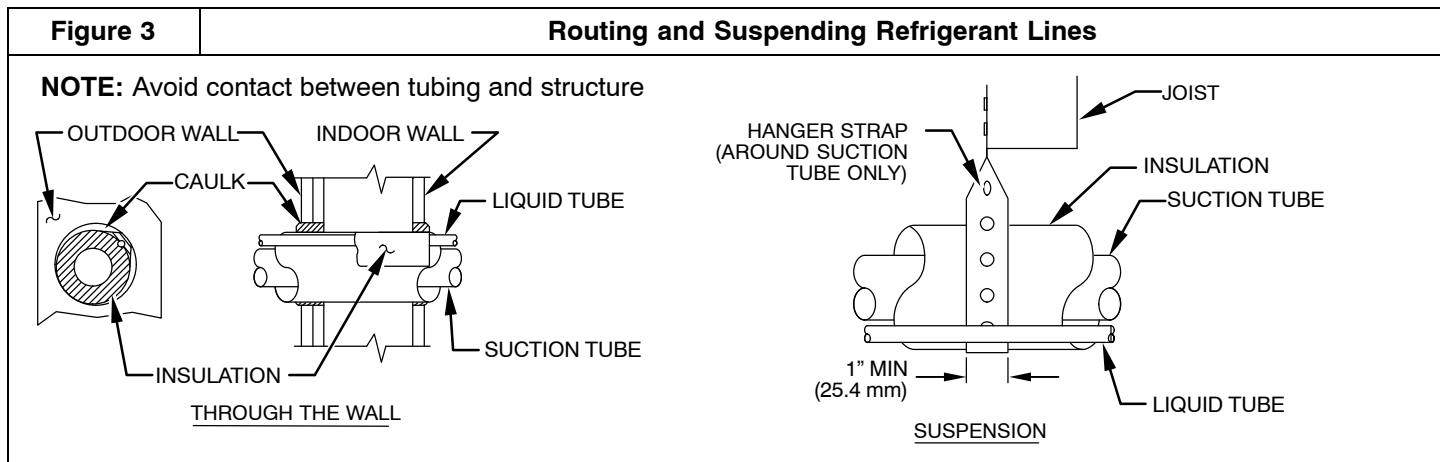 Figure 3
Routing and Suspending Refrigerant Lines
NOTE: Avoid contact between tubing and structure
OUTDOOR WALL
INDOOR WALL
CAULK
LIQUID TUBE
SUCTION TUBE
INSULATION
THROUGH THE WALL
JOIST
HANGER STRAP
(AROUND SUCTION
TUBE ONLY)
INSULATION
SUCTION TUBE
1” MIN
(25.4 mm)
LIQUID TUBE
SUSPENSION